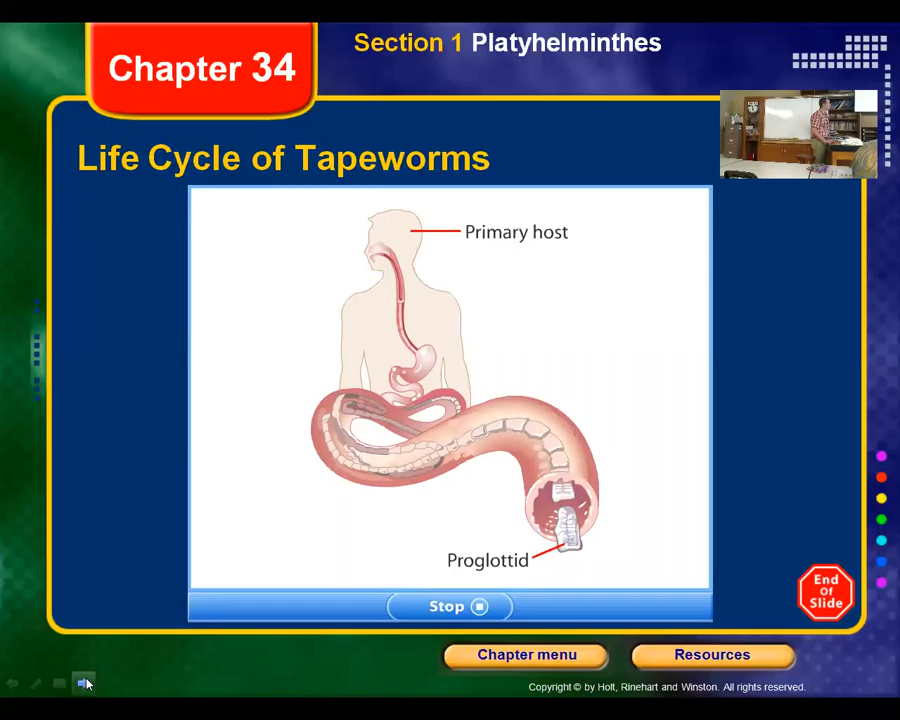 Chapter 34
Section 1 Platyhelminthes
Life Cycle of Tapeworms
Primary host
Proglottid
Stop
End
Of
Slide
Chapter menu
Resources
Copyright © by Holt, Rinehart and Winston. All rights reserved.